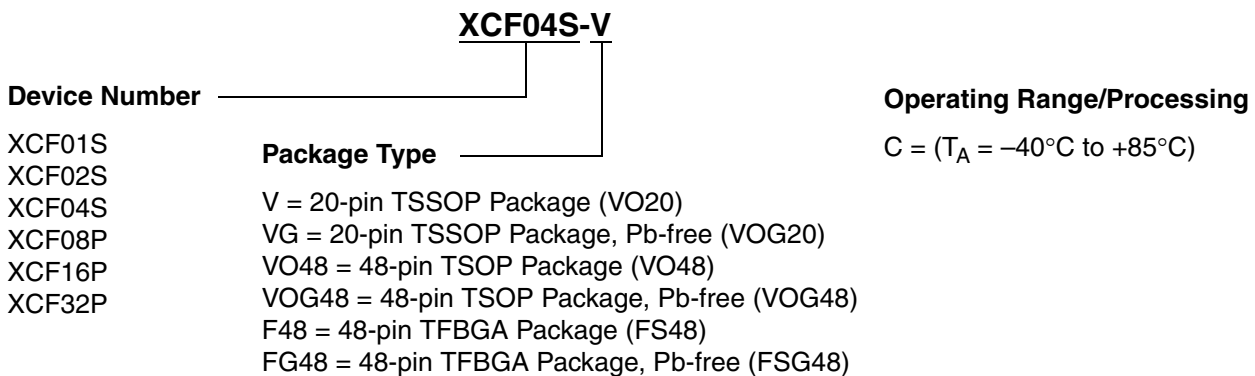 XCF04S-V
Device Number
XCF01S
XCF02S
XCF04S
XCF08P
XCF16P
XCF32P
Package Type
V = 20-pin TSSOP Package (VO20)
VG = 20-pin TSSOP Package, Pb-free (VOG20)
VO48 = 48-pin TSOP Package (VO48)
VOG48 = 48-pin TSOP Package, Pb-free (VOG48)
F48 = 48-pin TFBGA Package (FS48)
FG48 = 48-pin TFBGA Package, Pb-free (FSG48)
Operating Range/Processing
C = (TA = –40°C to +85°C)